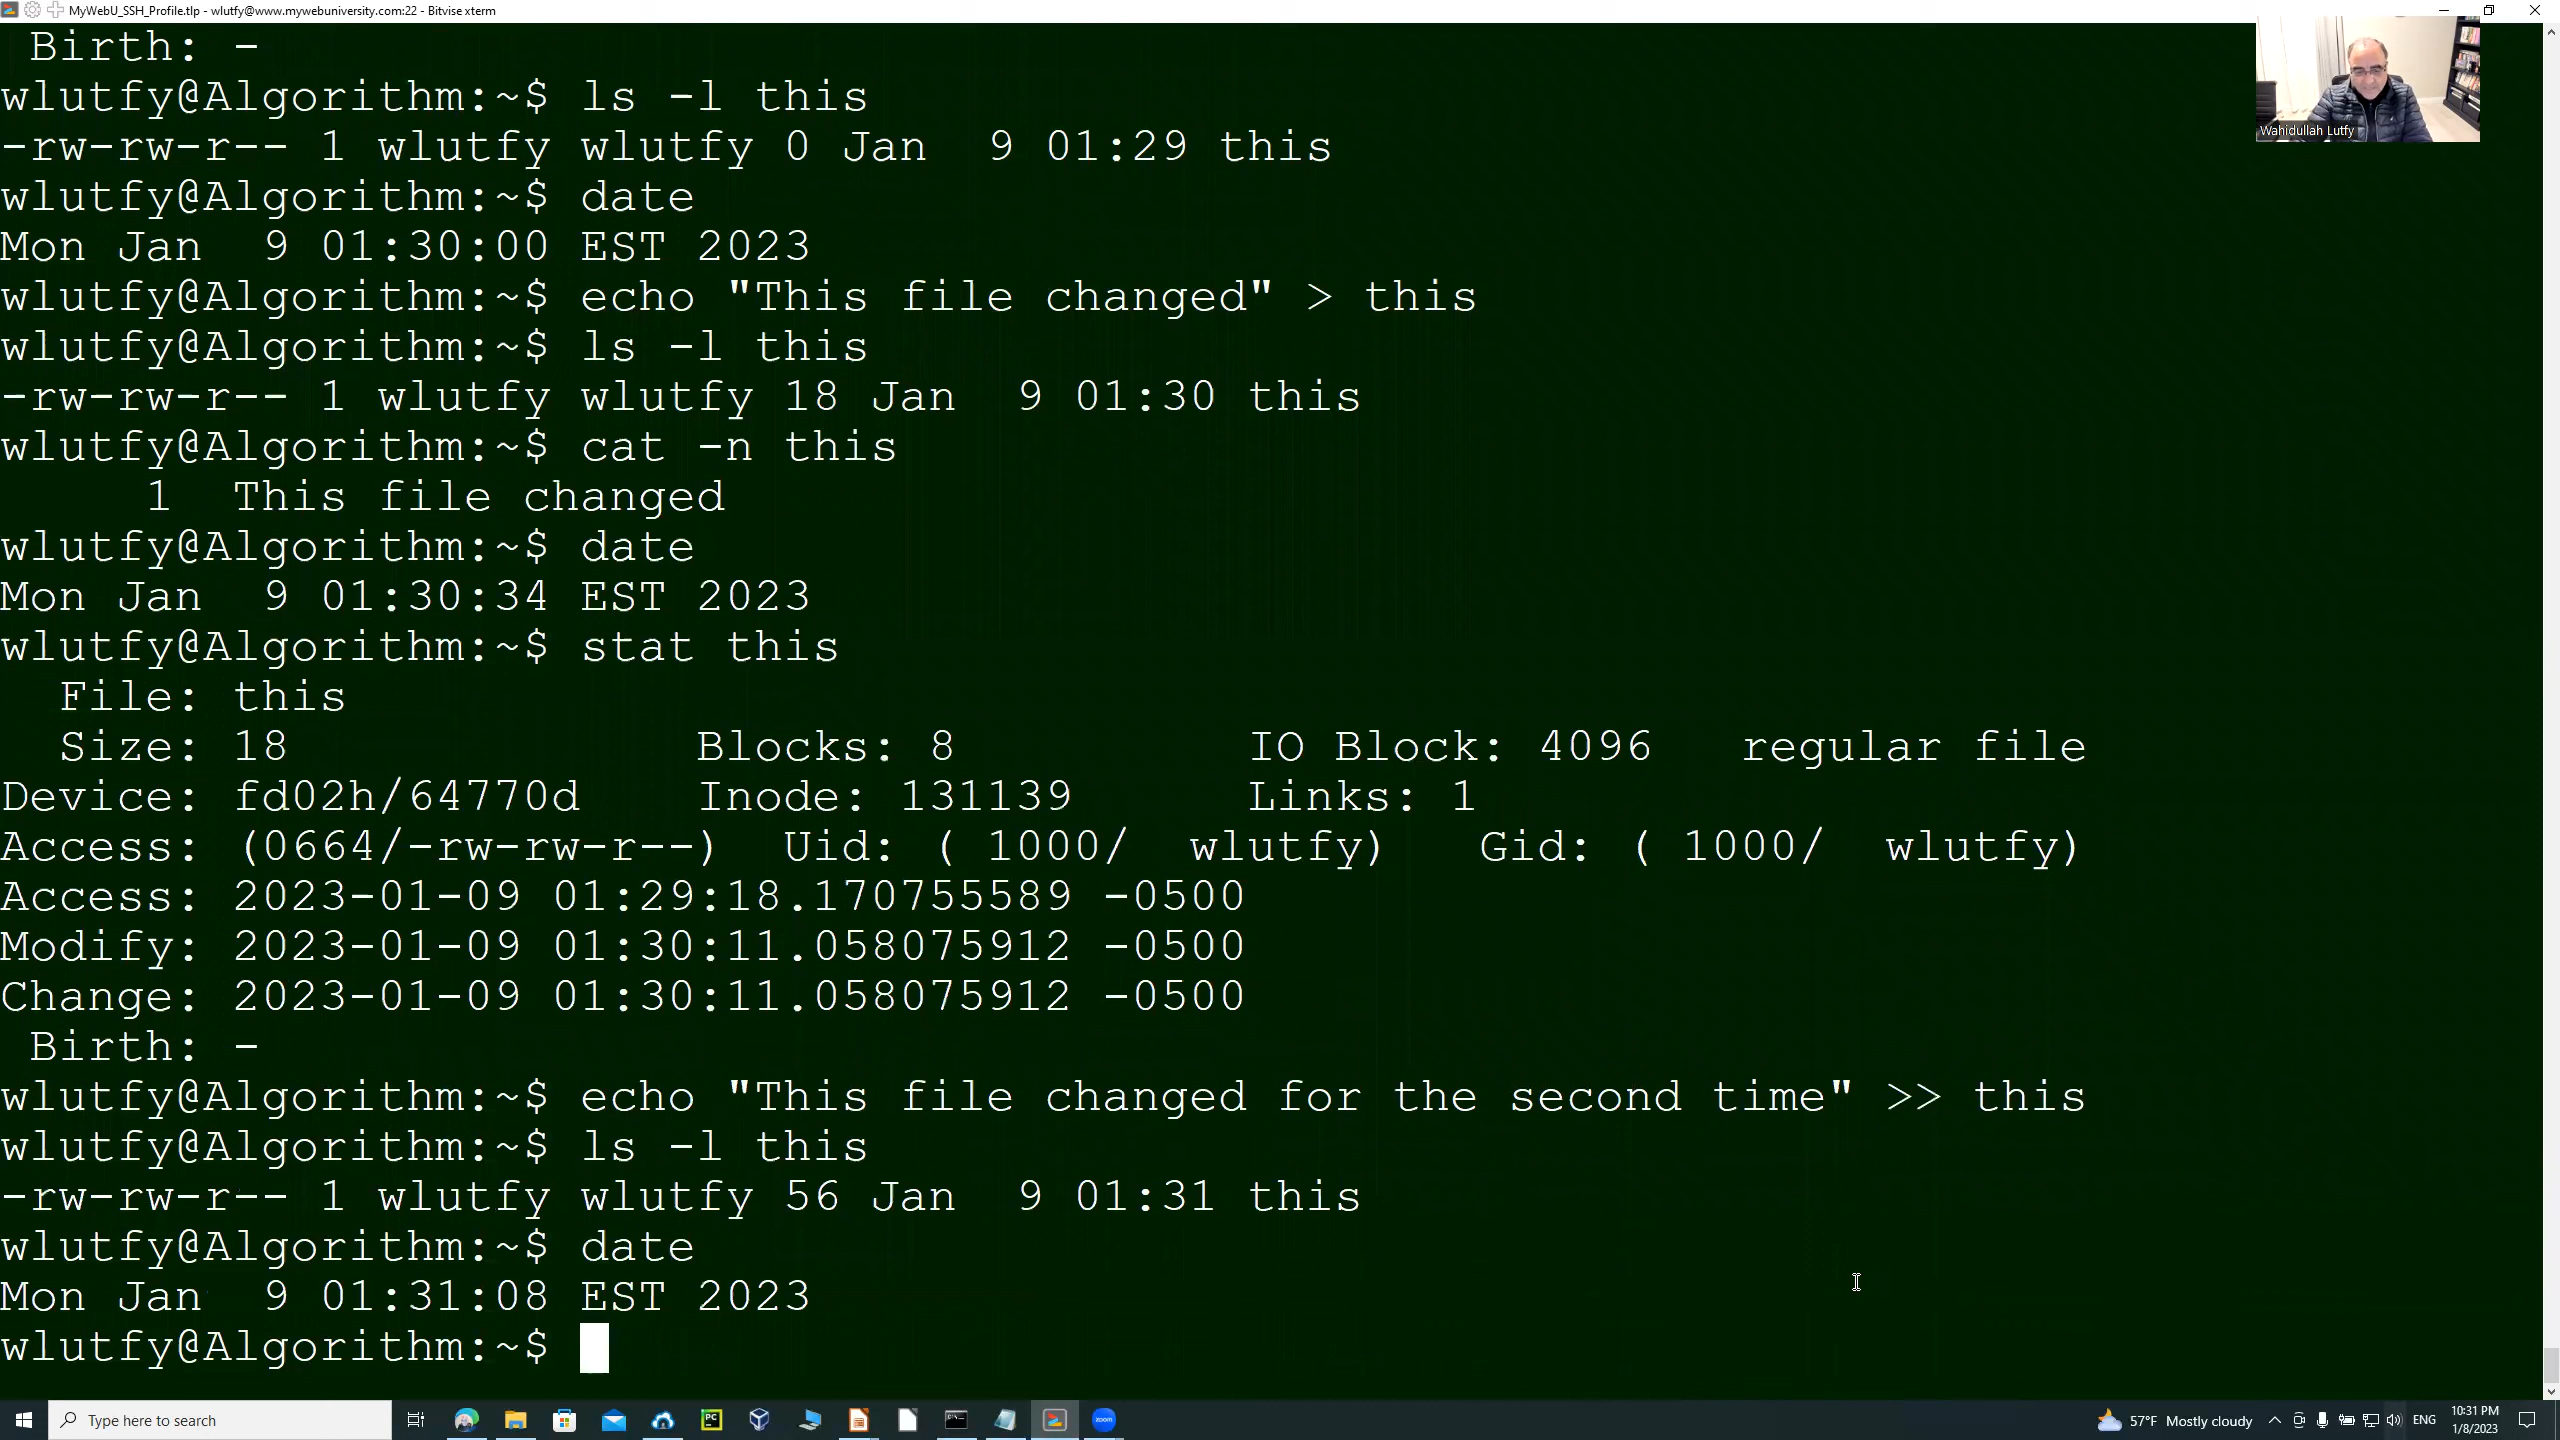 MyWebU_SSH_Profile.tlp - wlutfy@www.mywebuniversity.com:22 - Bitvise xterm
Birth: -
wlutfy@Algorithm:~$ ls -l this
-rw-rw-r-- 1 wlutfy wlutfy 0 Jan  9 01:29 this
wlutfy@Algorithm:~$ date
Mon Jan  9 01:30:00 EST 2023
wlutfy@Algorithm:~$ echo "This file changed" > this
wlutfy@Algorithm:~$ ls -l this
-rw-rw-r-- 1 wlutfy wlutfy 18 Jan  9 01:30 this
wlutfy@Algorithm:~$ cat -n this
     1  This file changed
wlutfy@Algorithm:~$ date
Mon Jan  9 01:30:34 EST 2023
wlutfy@Algorithm:~$ stat this
  File: this
  Size: 18              Blocks: 8          IO Block: 4096   regular file
Device: fd02h/64770d    Inode: 131139      Links: 1
Access: (0664/-rw-rw-r--)  Uid: ( 1000/  wlutfy)   Gid: ( 1000/  wlutfy)
Access: 2023-01-09 01:29:18.170755589 -0500
Modify: 2023-01-09 01:30:11.058075912 -0500
Change: 2023-01-09 01:30:11.058075912 -0500
 Birth: -
wlutfy@Algorithm:~$ echo "This file changed for the second time" >> this
wlutfy@Algorithm:~$ ls -l this
-rw-rw-r-- 1 wlutfy wlutfy 56 Jan  9 01:31 this
wlutfy@Algorithm:~$ date
Mon Jan  9 01:31:08 EST 2023
wlutfy@Algorithm:~$
Wahidullah Lutfy
Type here to search
PC
zoom
57°F Mostly cloudy
ENG
10:31 PM
1/8/2023